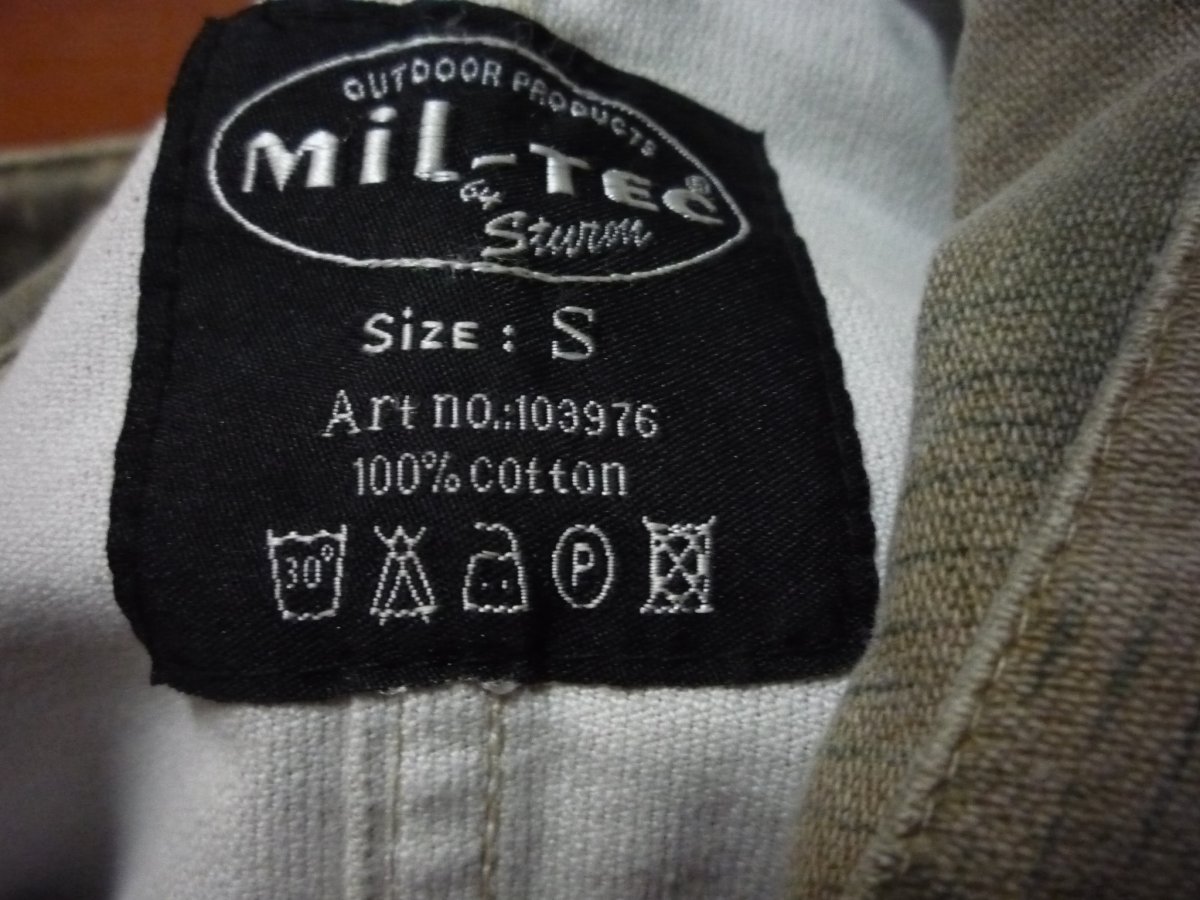 OUTDOOR PRODUCTS
MiL-TEC®
by
Sturm
SiZE : S
Art no.:103976
100% cotton
30° P